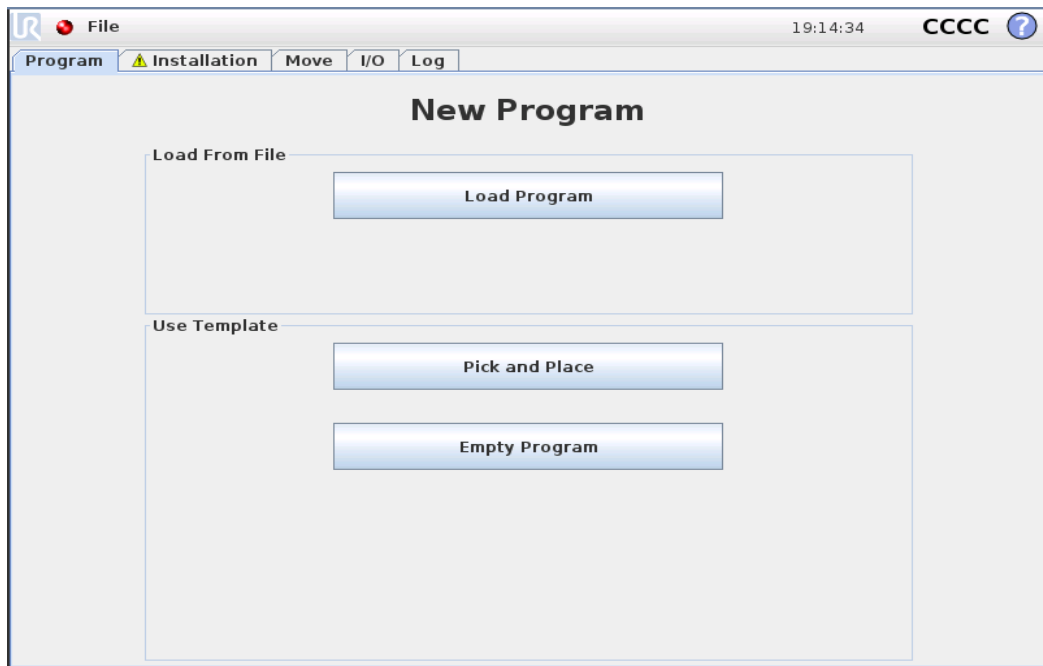 UR File 19:14:34 CCCC ?
Program Installation Move I/O Log
New Program
Load From File
Load Program
Use Template
Pick and Place
Empty Program